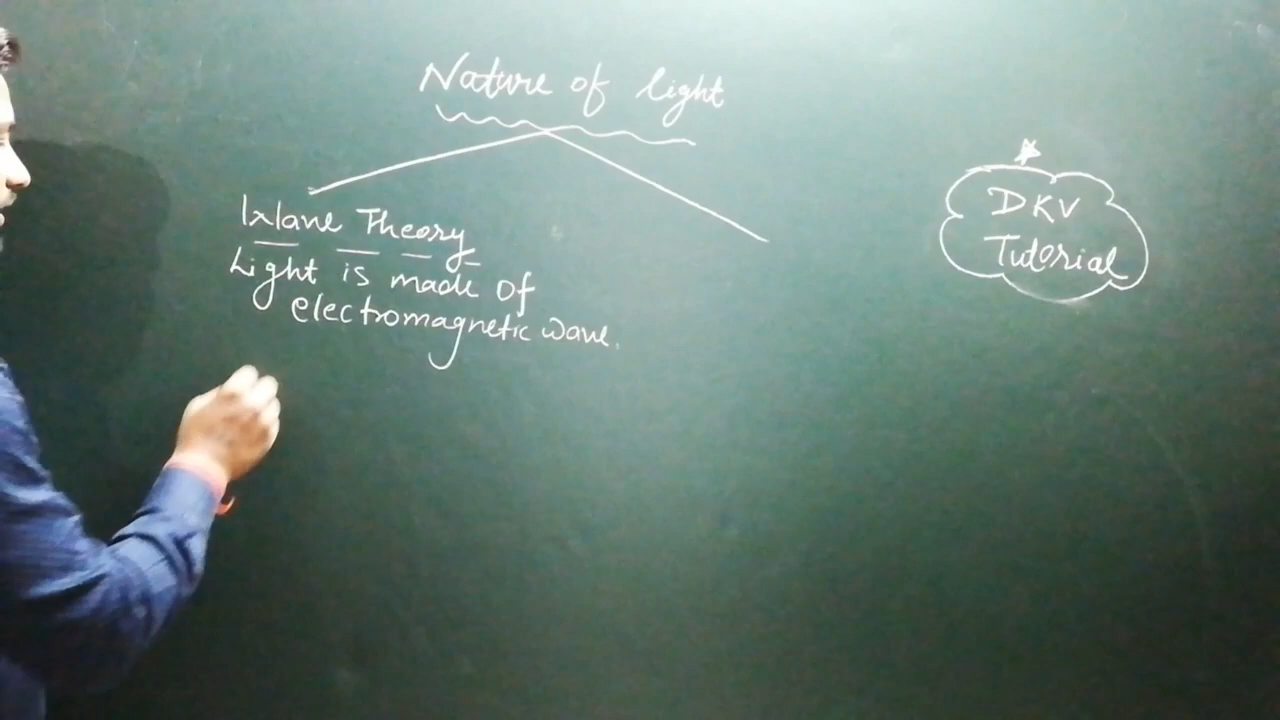 Nature of light
Wave Theory
Light is made of
electromagnetic wave.
DKV
Tutorial